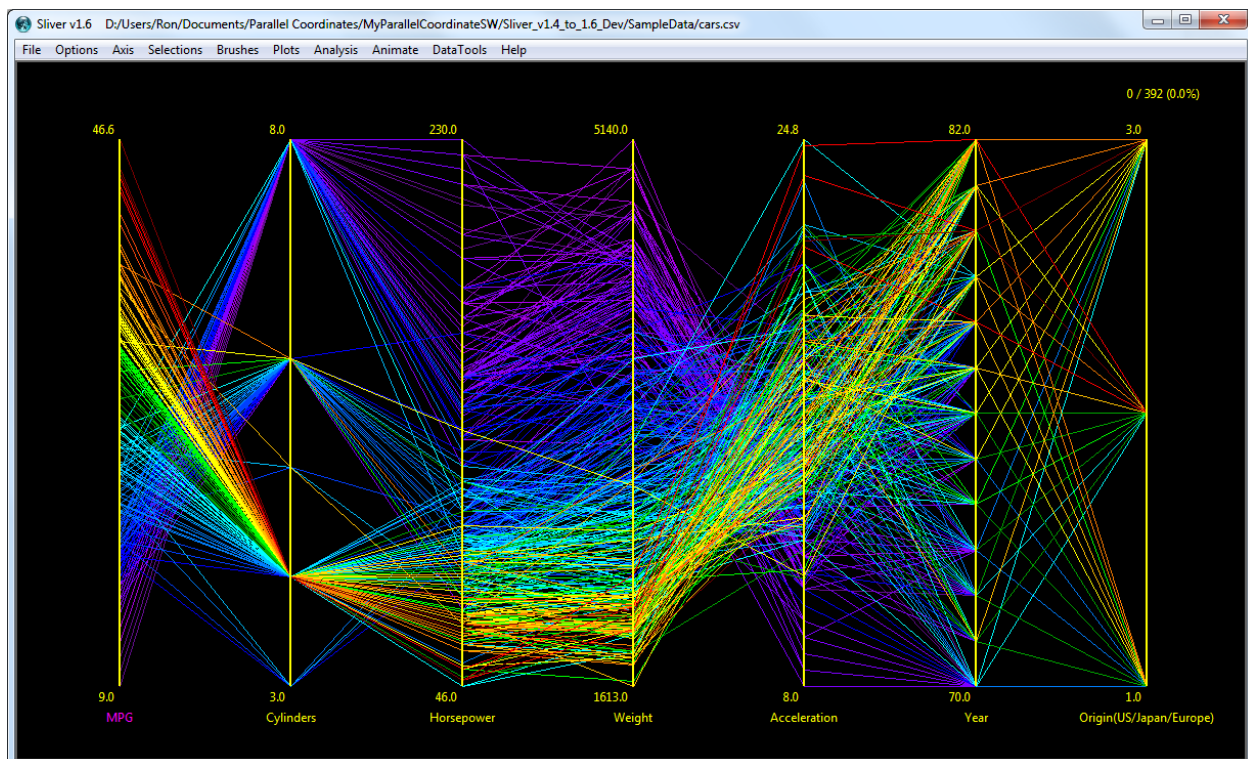 Sliver v1.6 D:/Users/Ron/Documents/Parallel Coordinates/MyParallelCoordinateSW/Sliver_v1.4_to_1.6_Dev/SampleData/cars.csv
File Options Axis Selections Brushes Plots Analysis Animate DataTools Help
0 / 392 (0.0%)
46.6 8.0 230.0 5140.0 24.8 82.0 3.0
9.0 3.0 46.0 1613.0 8.0 70.0 1.0
MPG Cylinders Horsepower Weight Acceleration Year Origin(US/Japan/Europe)